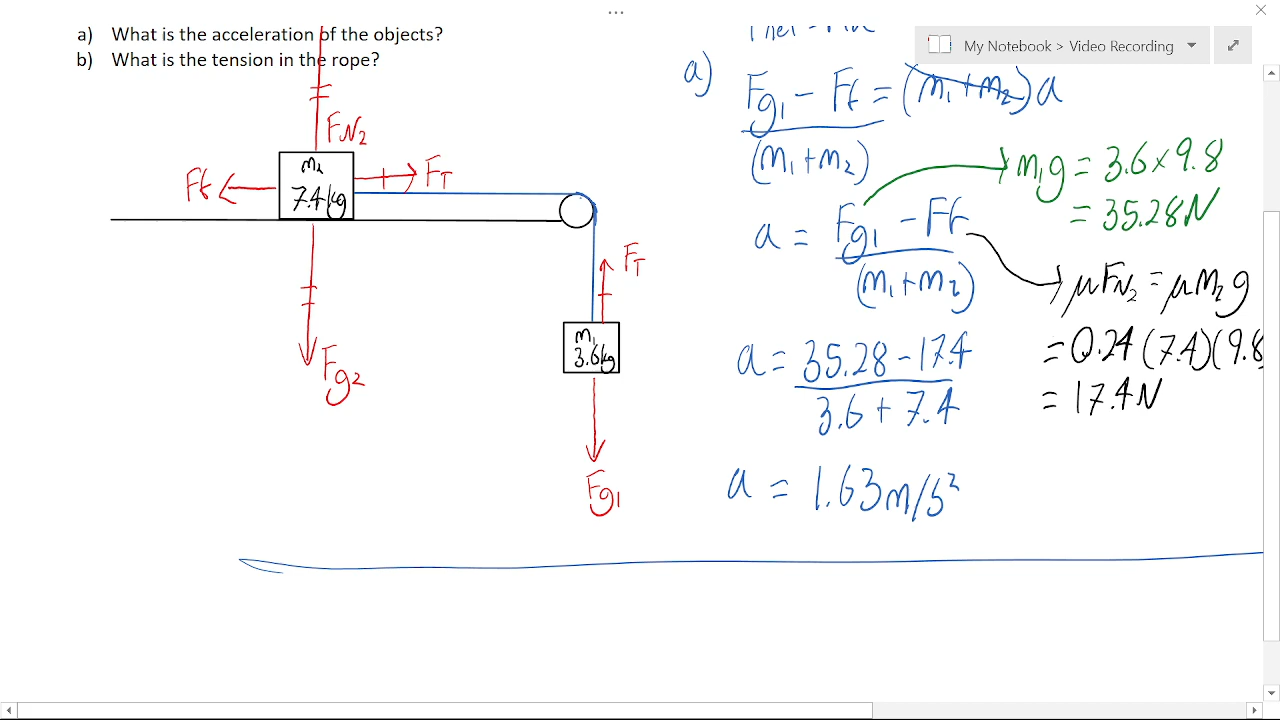 a) What is the acceleration of the objects?
b) What is the tension in the rope?
My Notebook > Video Recording
FN2
m2
7.4kg
Ff
FT
Fg2
FT
m1
3.6kg
Fg1
a)
Fg1 - Ff = (m1+m2)a
(m1+m2)
a = Fg1 - Ff
(m1+m2)
a = 35.28 - 17.4
3.6 + 7.4
a = 1.63m/s²
m1g = 3.6 x 9.8
= 35.28N
μFN2 = μm2g
= 0.24(7.4)(9.8
= 17.4N